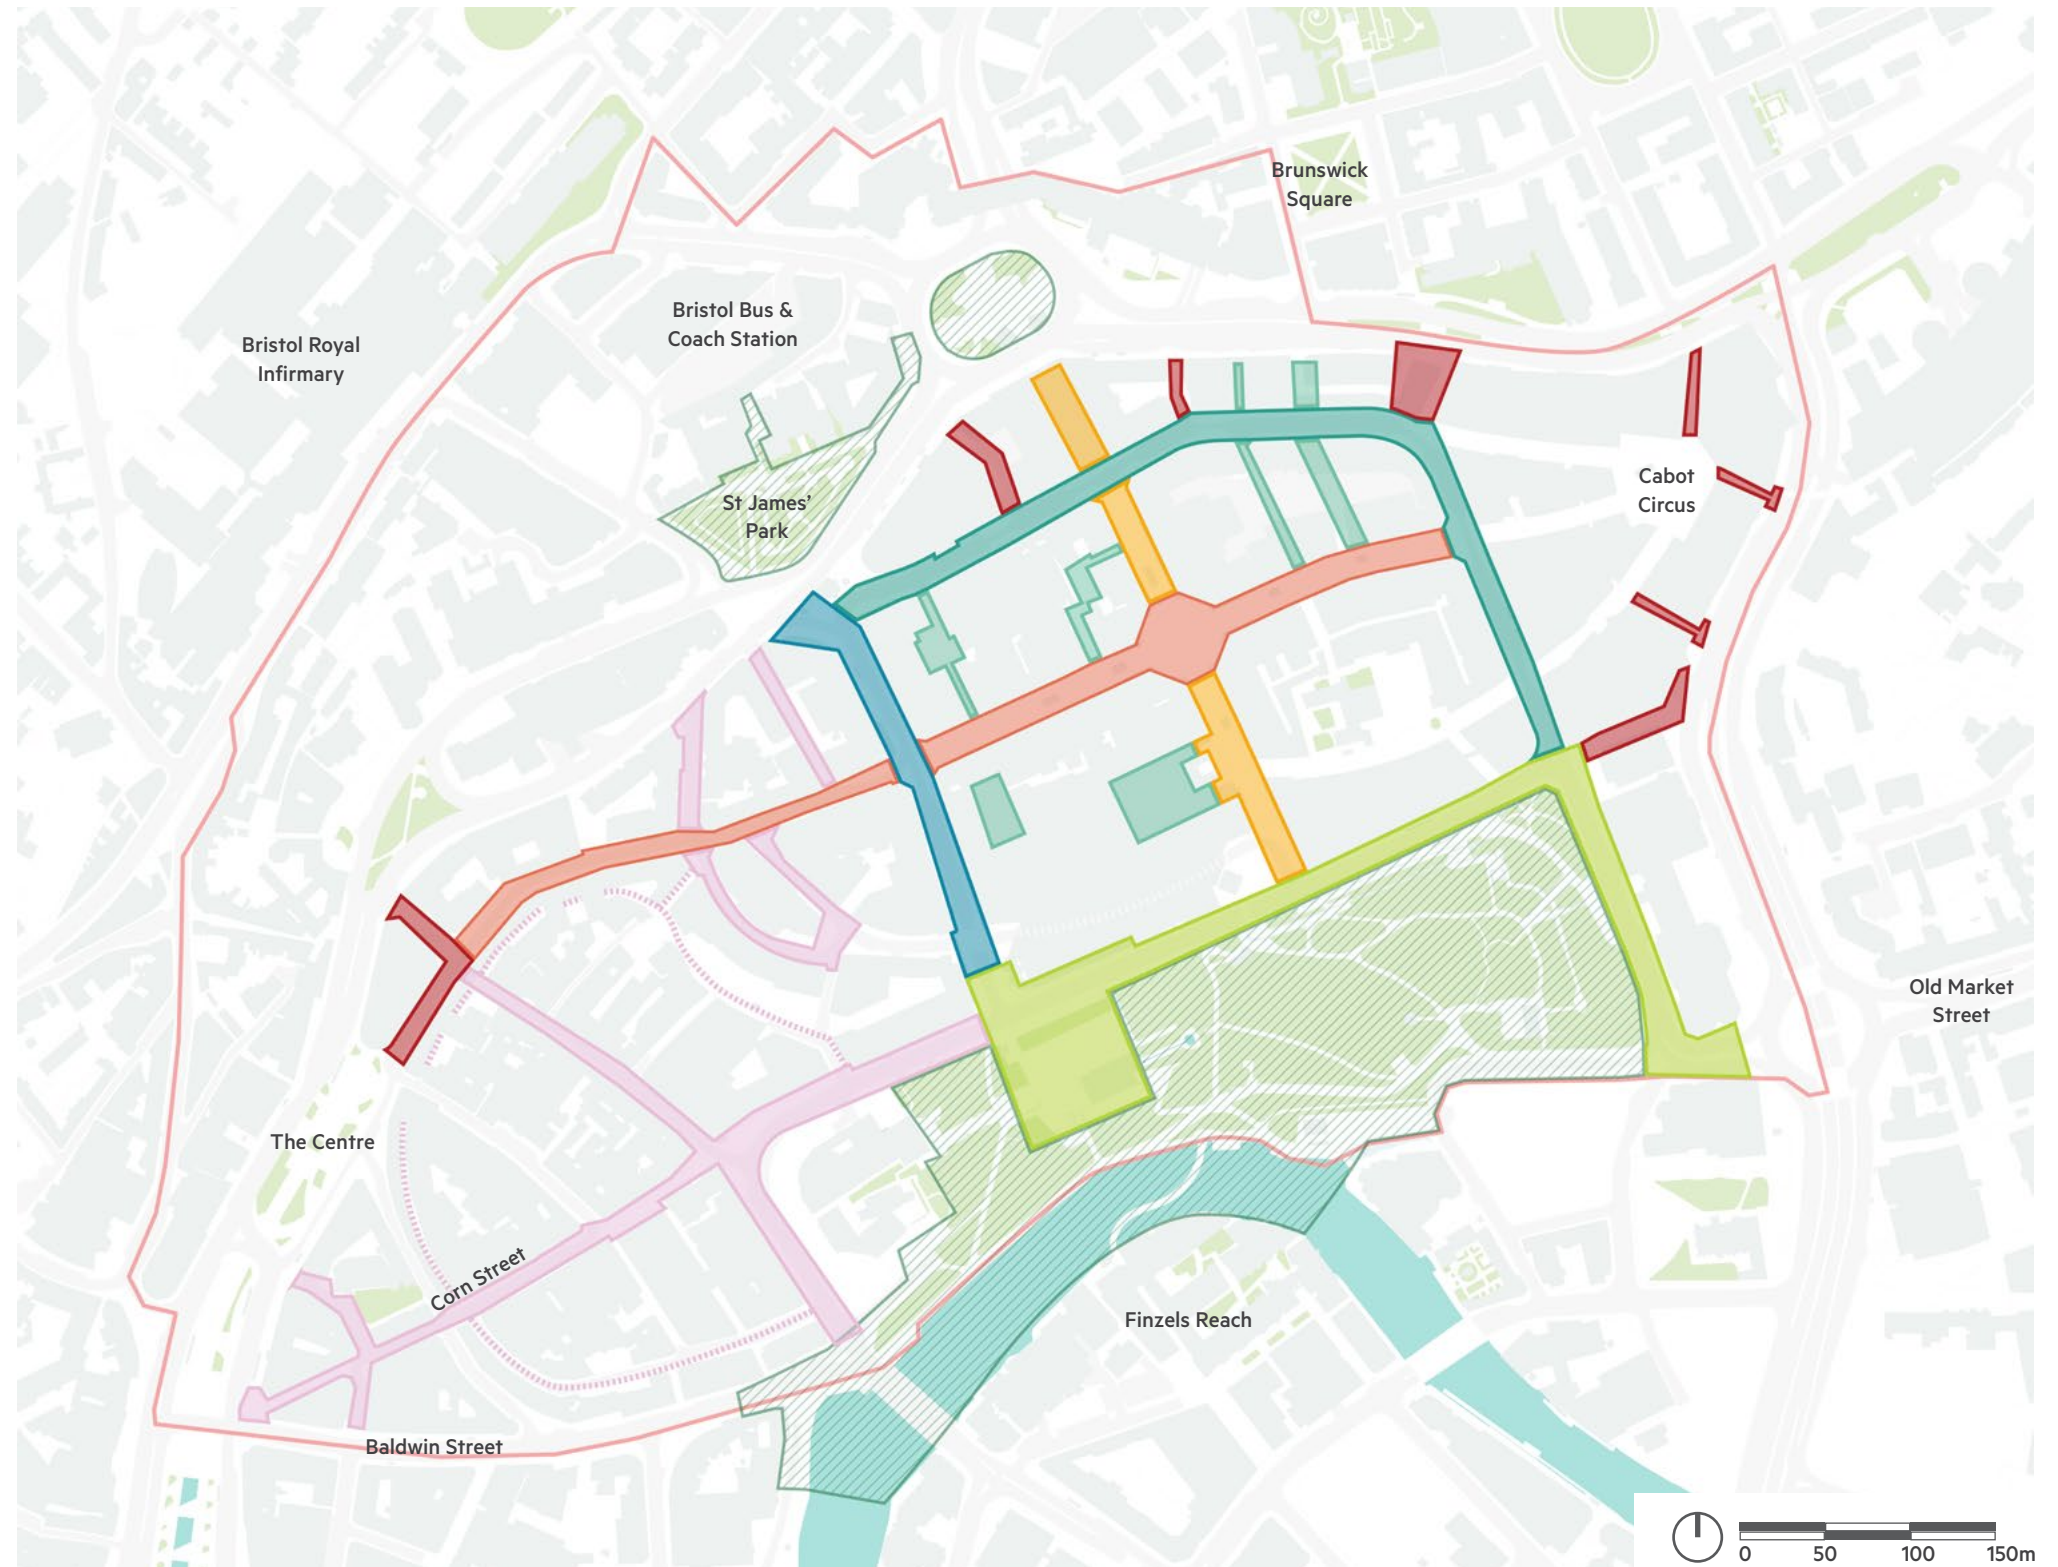 Brunswick
Square
Bristol Bus &
Coach Station
Bristol Royal
Infirmary
Cabot
Circus
St James'
Park
Old Market
Street
The Centre
Corn Street
Finzels Reach
Baldwin Street
0 50 100 150m